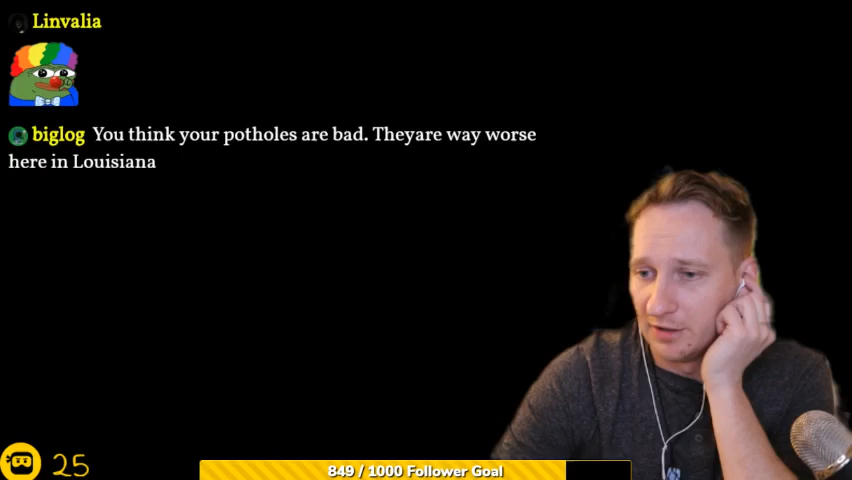 Linvalia
biglog You think your potholes are bad. Theyare way worse
here in Louisiana
25
849 / 1000 Follower Goal